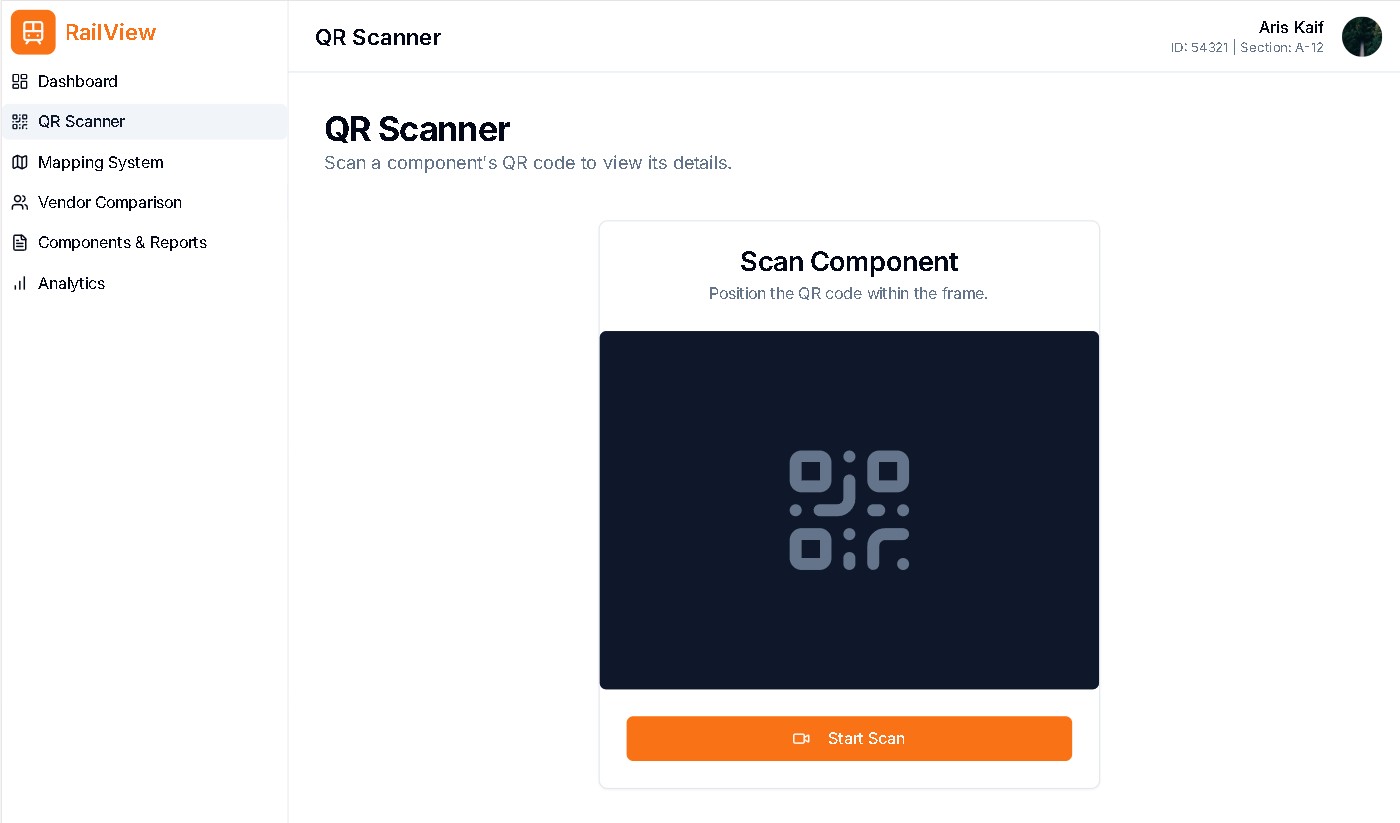 RailView
Dashboard
QR Scanner
Mapping System
Vendor Comparison
Components & Reports
Analytics
QR Scanner
Aris Kaif
ID: 54321 | Section: A-12
QR Scanner
Scan a component's QR code to view its details.
Scan Component
Position the QR code within the frame.
Start Scan